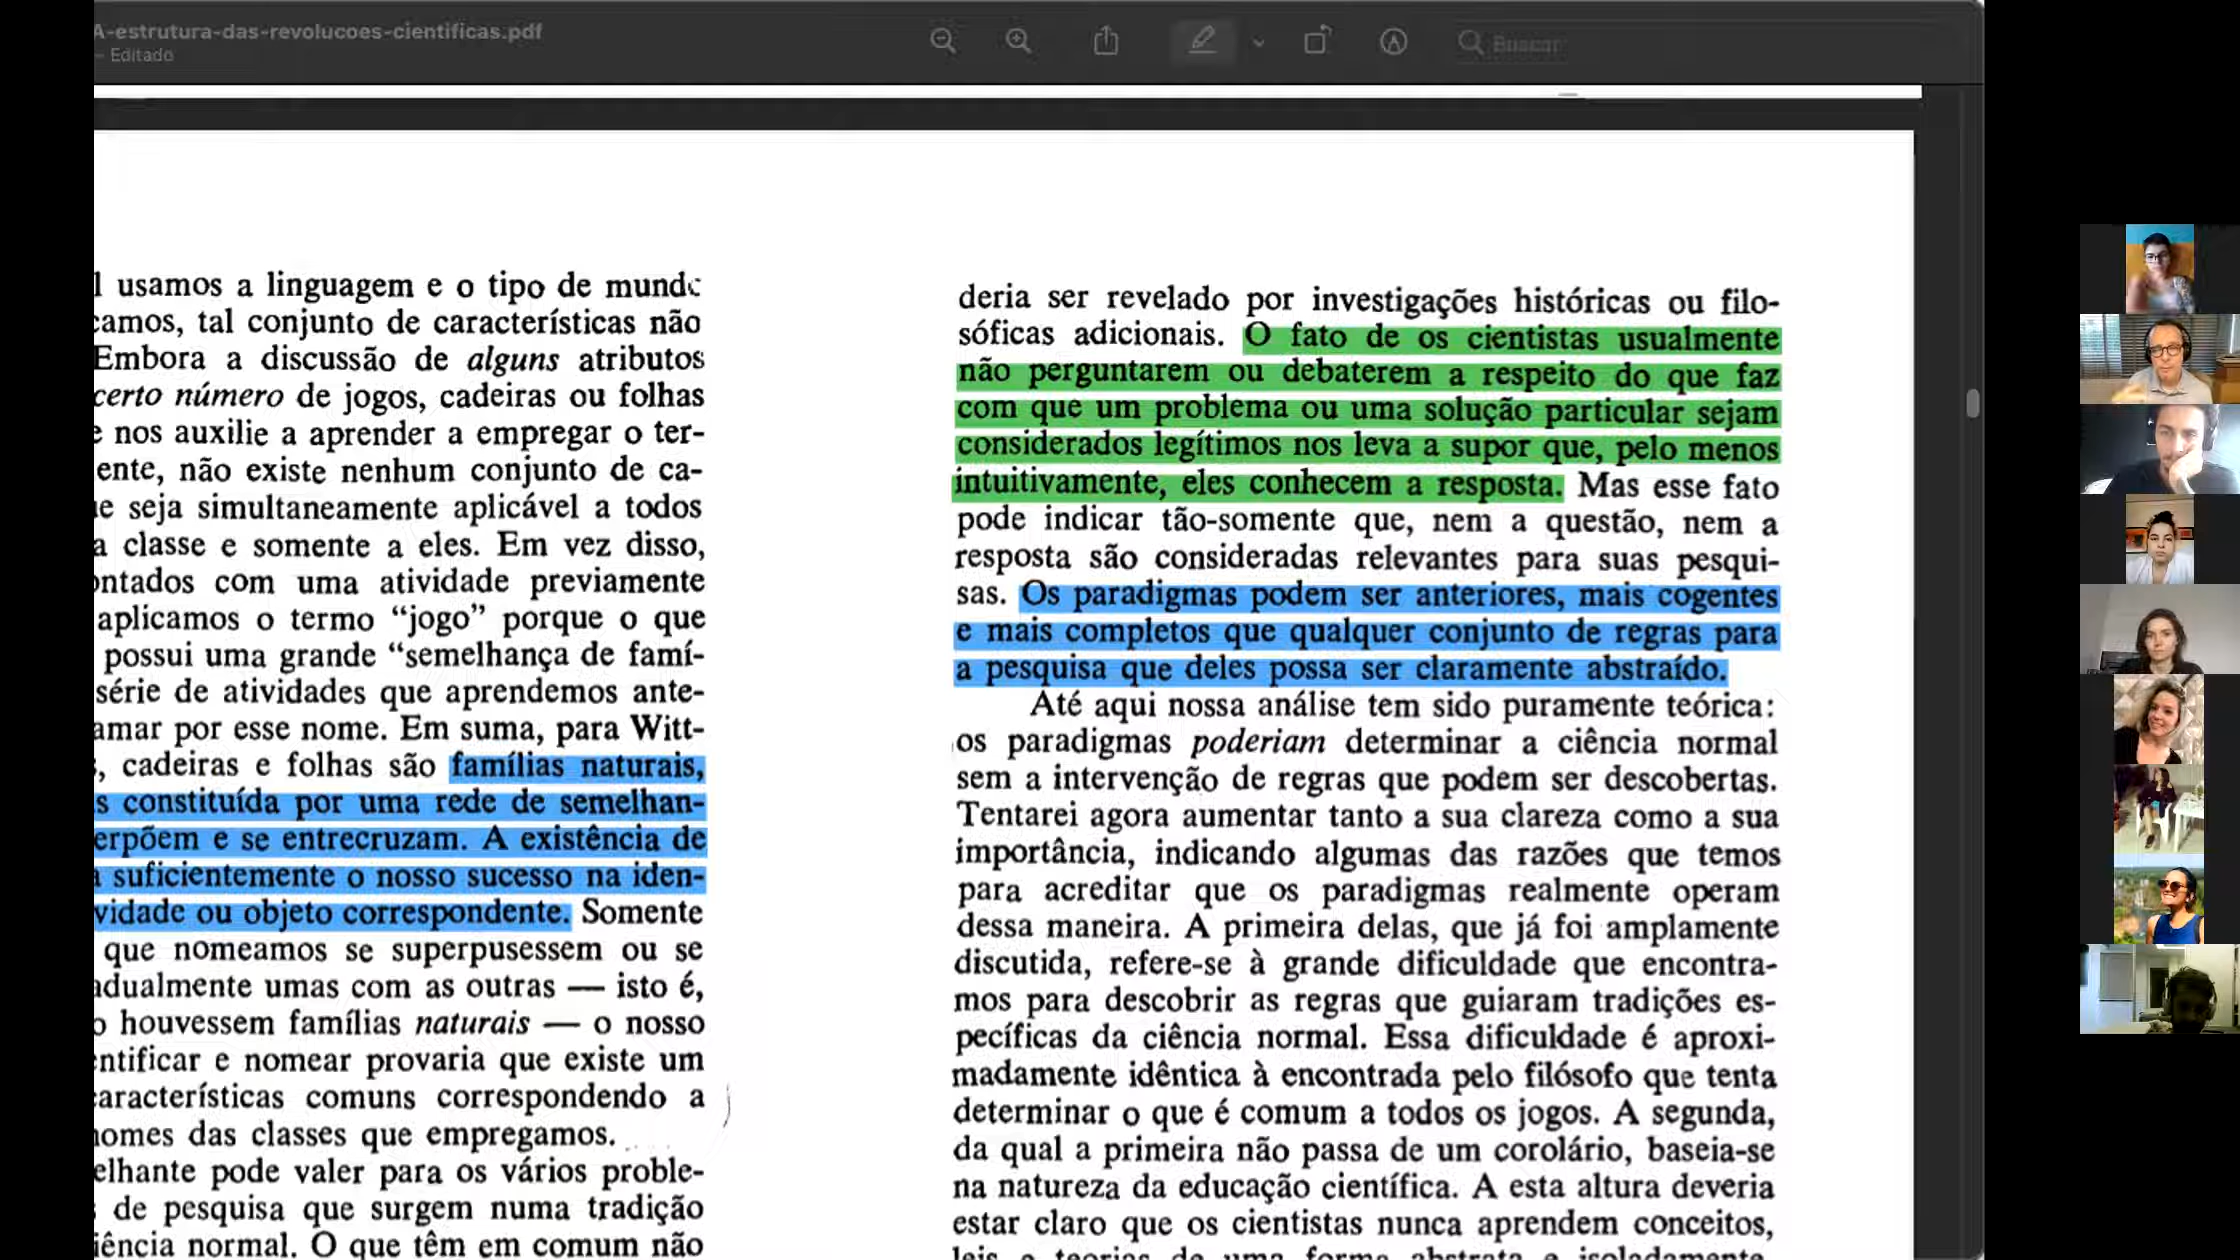 A-estrutura-das-revolucoes-cientificas.pdf
— Editado
Buscar
usamos a linguagem e o tipo de mundo
camos, tal conjunto de características não
Embora a discussão de alguns atributos
certo número de jogos, cadeiras ou folhas
e nos auxilie a aprender a empregar o ter-
ente, não existe nenhum conjunto de ca-
ue seja simultaneamente aplicável a todos
a classe e somente a eles. Em vez disso,
ontados com uma atividade previamente
aplicamos o termo “jogo” porque o que
possui uma grande “semelhança de famí-
série de atividades que aprendemos ante-
amar por esse nome. Em suma, para Witt-
s, cadeiras e folhas são famílias naturais,
s constituída por uma rede de semelhan-
erpõem e se entrecruzam. A existência de
a suficientemente o nosso sucesso na iden-
vidade ou objeto correspondente. Somente
que nomeamos se superpusessem ou se
adualmente umas com as outras — isto é,
o houvessem famílias naturais — o nosso
entificar e nomear provaria que existe um
características comuns correspondendo a
nomes das classes que empregamos.
elhante pode valer para os vários proble-
s de pesquisa que surgem numa tradição
iência normal. O que têm em comum não
deria ser revelado por investigações históricas ou filo-
sóficas adicionais. O fato de os cientistas usualmente
não perguntarem ou debaterem a respeito do que faz
com que um problema ou uma solução particular sejam
considerados legítimos nos leva a supor que, pelo menos
intuitivamente, eles conhecem a resposta. Mas esse fato
pode indicar tão-somente que, nem a questão, nem a
resposta são consideradas relevantes para suas pesqui-
sas. Os paradigmas podem ser anteriores, mais cogentes
e mais completos que qualquer conjunto de regras para
a pesquisa que deles possa ser claramente abstraído.
Até aqui nossa análise tem sido puramente teórica:
os paradigmas poderiam determinar a ciência normal
sem a intervenção de regras que podem ser descobertas.
Tentarei agora aumentar tanto a sua clareza como a sua
importância, indicando algumas das razões que temos
para acreditar que os paradigmas realmente operam
dessa maneira. A primeira delas, que já foi amplamente
discutida, refere-se à grande dificuldade que encontra-
mos para descobrir as regras que guiaram tradições es-
pecíficas da ciência normal. Essa dificuldade é aproxi-
madamente idêntica à encontrada pelo filósofo que tenta
determinar o que é comum a todos os jogos. A segunda,
da qual a primeira não passa de um corolário, baseia-se
na natureza da educação científica. A esta altura deveria
estar claro que os cientistas nunca aprendem conceitos,
leis e teorias de uma forma abstrata e isoladamente.